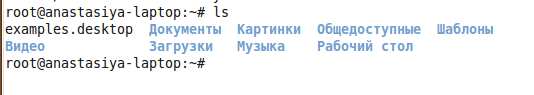 root@anastasiya-laptop:~# ls
examples.desktop  Документы  Картинки  Общедоступные  Шаблоны
Видео             Загрузки   Музыка    Рабочий стол
root@anastasiya-laptop:~#